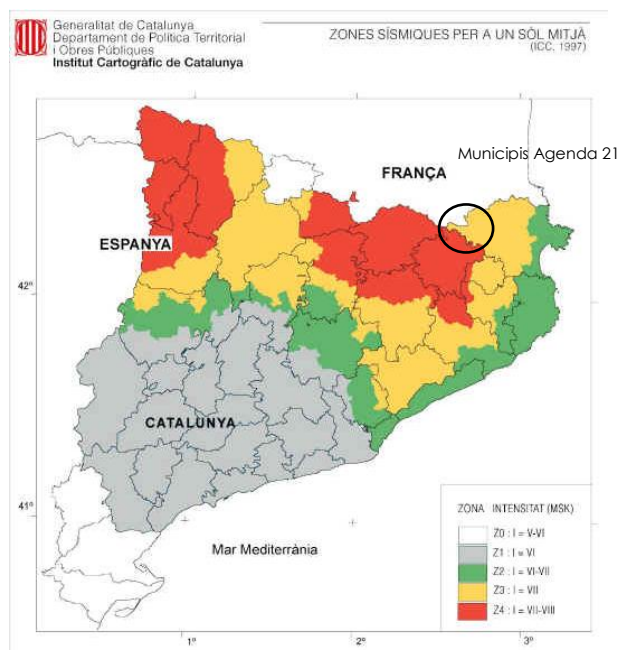 Generalitat de Catalunya
Departament de Política Territorial
i Obres Públiques
Institut Cartogràfic de Catalunya
ZONES SÍSMIQUES PER A UN SÒL MITJÀ
(ICC, 1997)
Municipis Agenda 21
FRANÇA
ESPANYA
42°
CATALUNYA
41°
Mar Mediterrània
ZONA INTENSITAT (MSK)
Z0 : I = V-VI
Z1 : I = VI
Z2 : I = VI-VII
Z3 : I = VII
Z4 : I = VII-VIII
1° 2° 3°